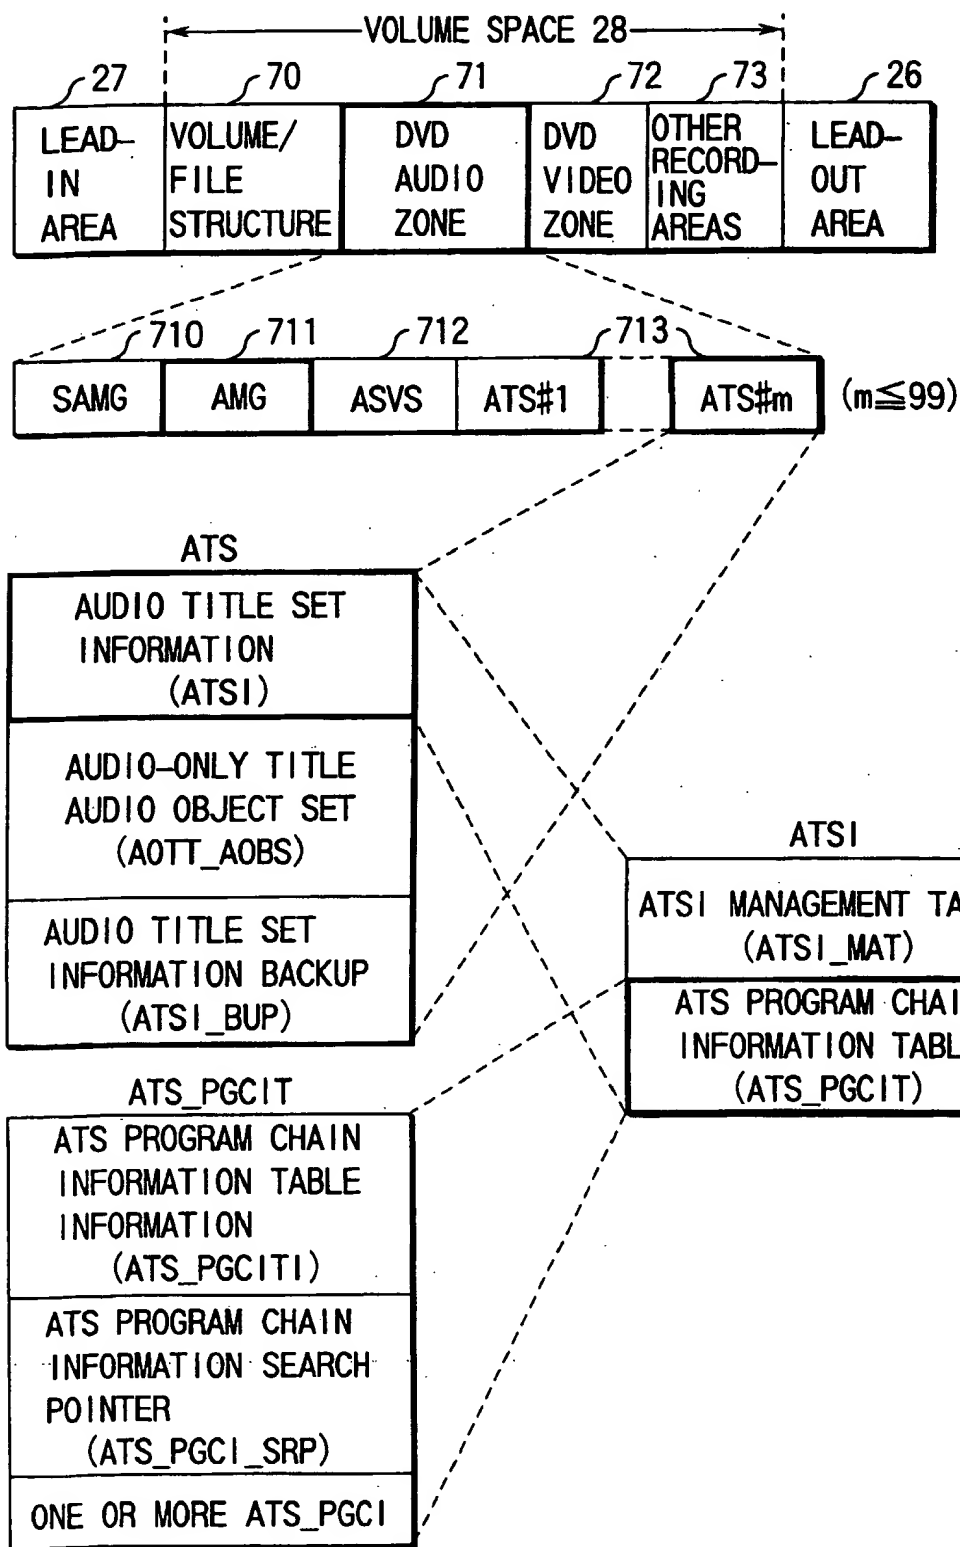 VOLUME SPACE 28
27 70 71 72 73 26
LEAD-IN AREA
VOLUME/FILE STRUCTURE
DVD AUDIO ZONE
DVD VIDEO ZONE
OTHER RECORD-ING AREAS
LEAD-OUT AREA
710 711 712 713
SAMG AMG ASVS ATS#1 ATS#m (m≦99)
ATS
AUDIO TITLE SET
INFORMATION
(ATSI)
AUDIO-ONLY TITLE
AUDIO OBJECT SET
(AOTT_AOBS)
AUDIO TITLE SET
INFORMATION BACKUP
(ATSI_BUP)
ATSI
ATSI MANAGEMENT TA
(ATSI_MAT)
ATS PROGRAM CHAI
INFORMATION TABL
(ATS_PGCIT)
ATS_PGCIT
ATS PROGRAM CHAIN
INFORMATION TABLE
INFORMATION
(ATS_PGCITI)
ATS PROGRAM CHAIN
INFORMATION SEARCH
POINTER
(ATS_PGCI_SRP)
ONE OR MORE ATS_PGCI